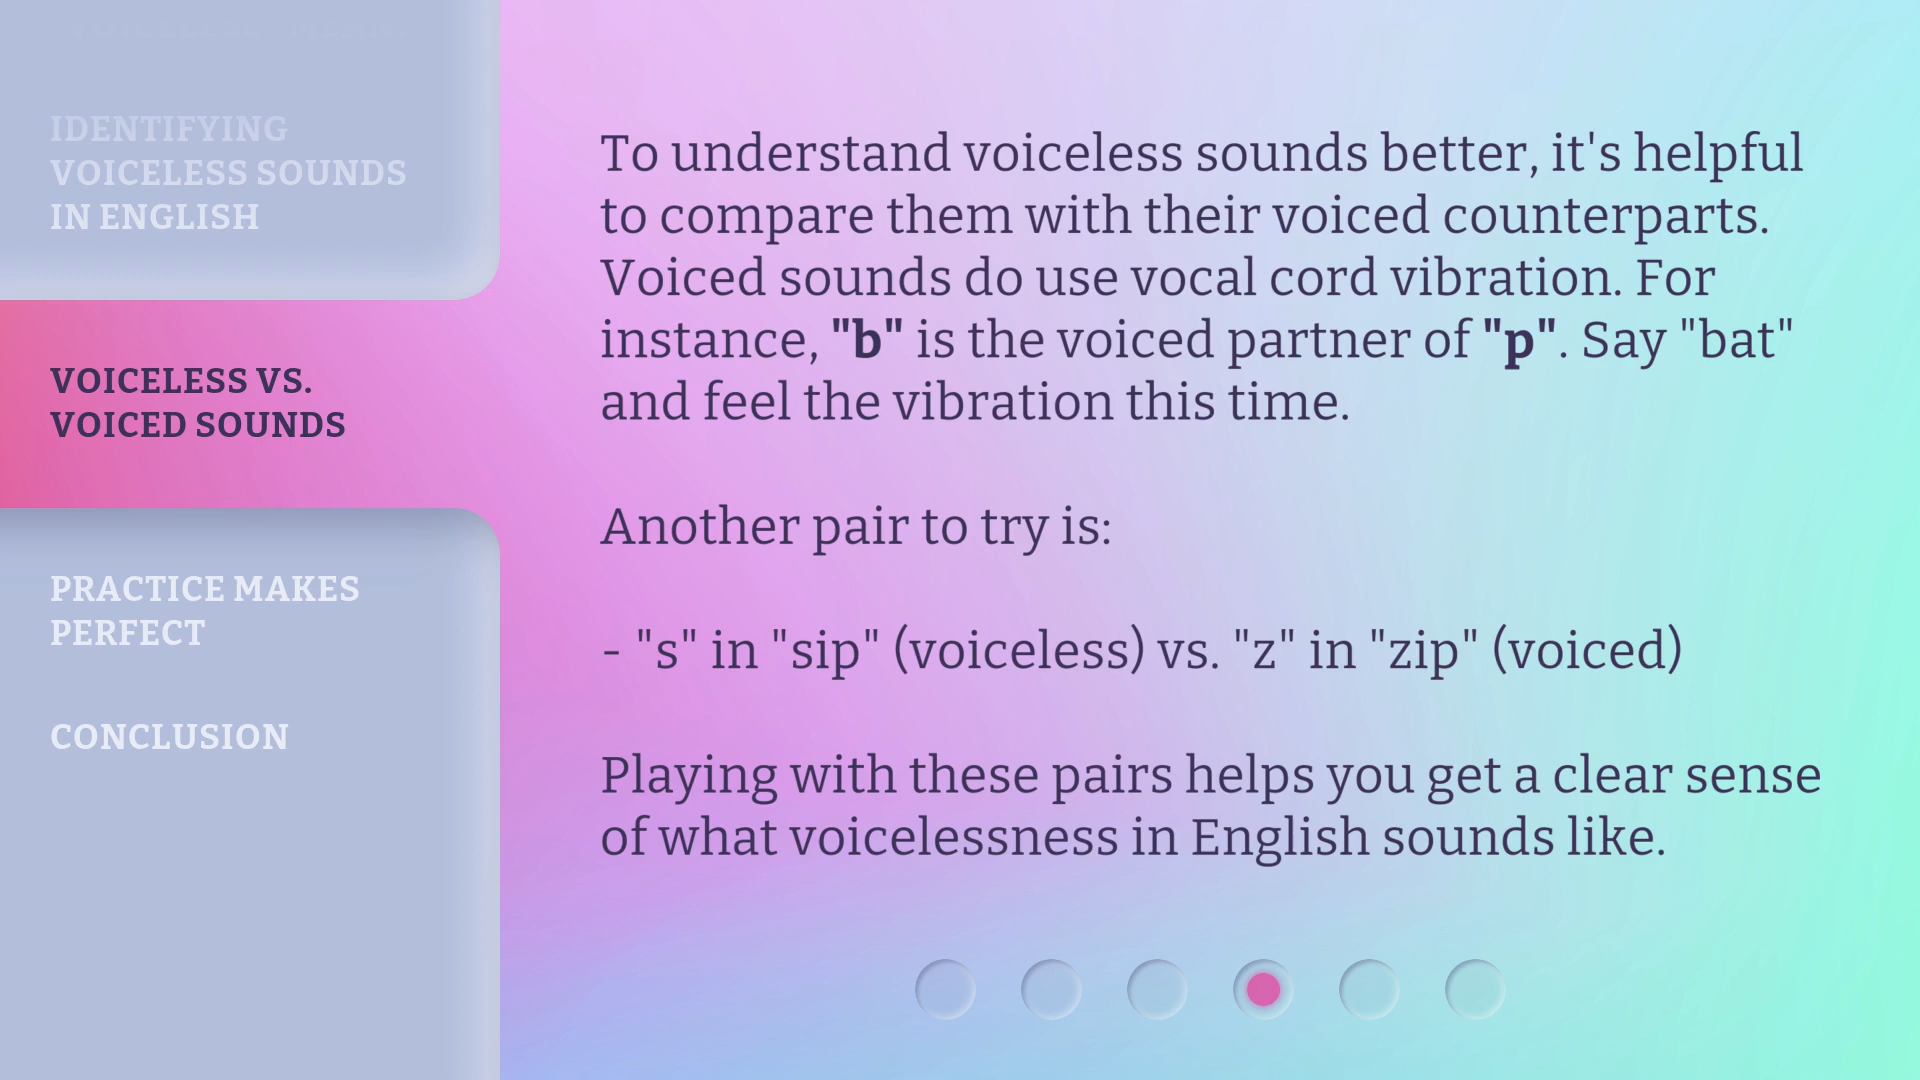 IDENTIFYING
VOICELESS SOUNDS
IN ENGLISH
VOICELESS VS.
VOICED SOUNDS
PRACTICE MAKES
PERFECT
CONCLUSION
To understand voiceless sounds better, it's helpful
to compare them with their voiced counterparts.
Voiced sounds do use vocal cord vibration. For
instance, "b" is the voiced partner of "p". Say "bat"
and feel the vibration this time.
Another pair to try is:
- "s" in "sip" (voiceless) vs. "z" in "zip" (voiced)
Playing with these pairs helps you get a clear sense
of what voicelessness in English sounds like.